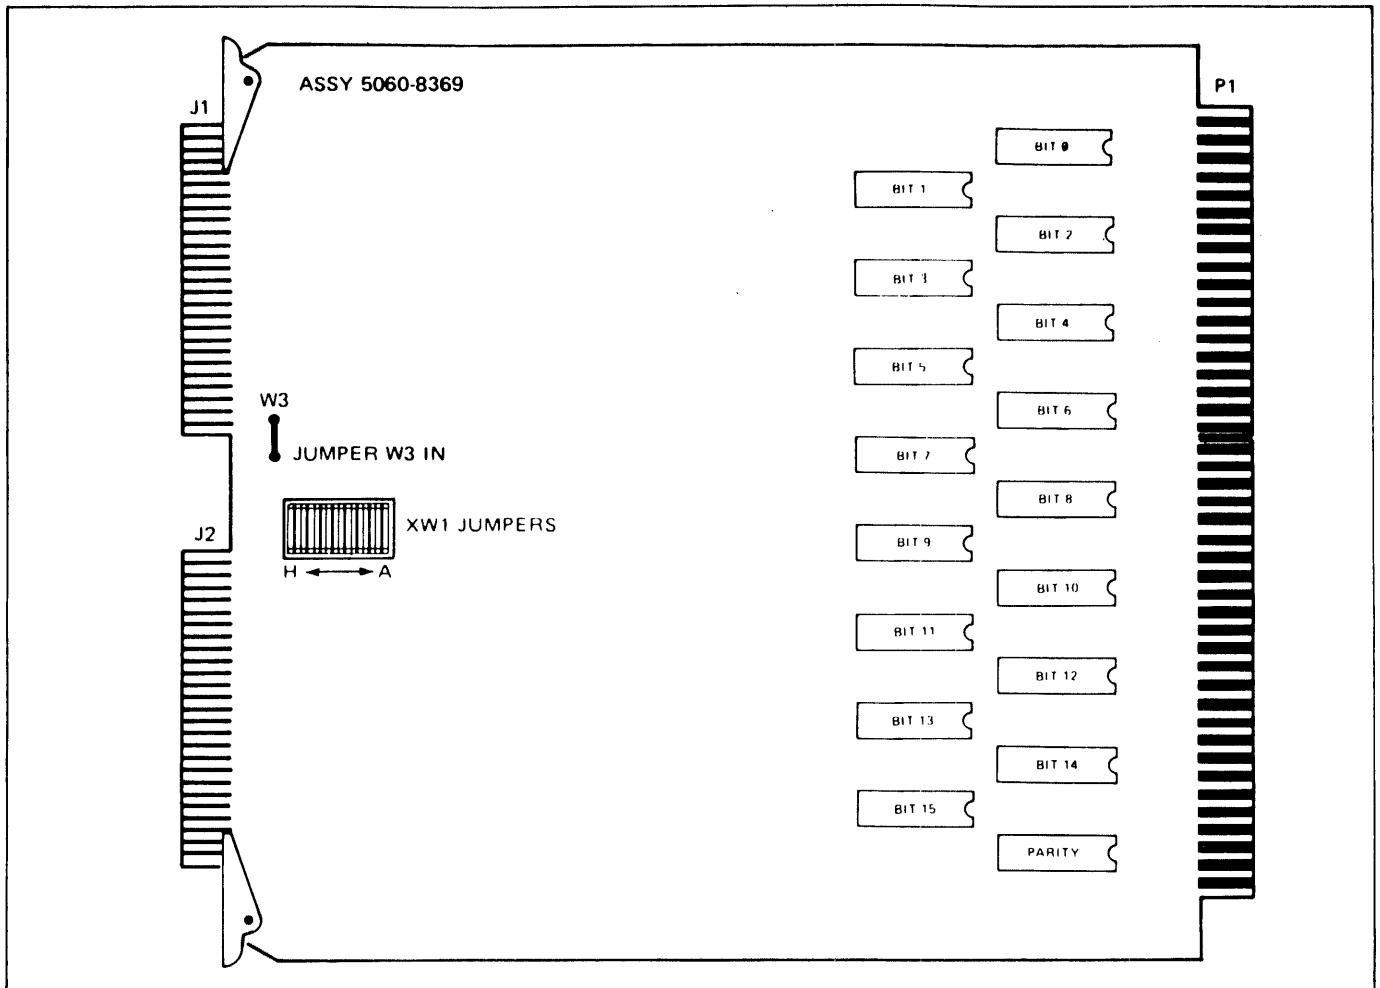 ASSY 5060-8369
J1
P1
BIT 0
BIT 1
BIT 2
BIT 3
BIT 4
BIT 5
BIT 6
W3
JUMPER W3 IN
BIT 7
BIT 8
XW1 JUMPERS
J2
BIT 9
H A
BIT 10
BIT 11
BIT 12
BIT 13
BIT 14
BIT 15
PARITY